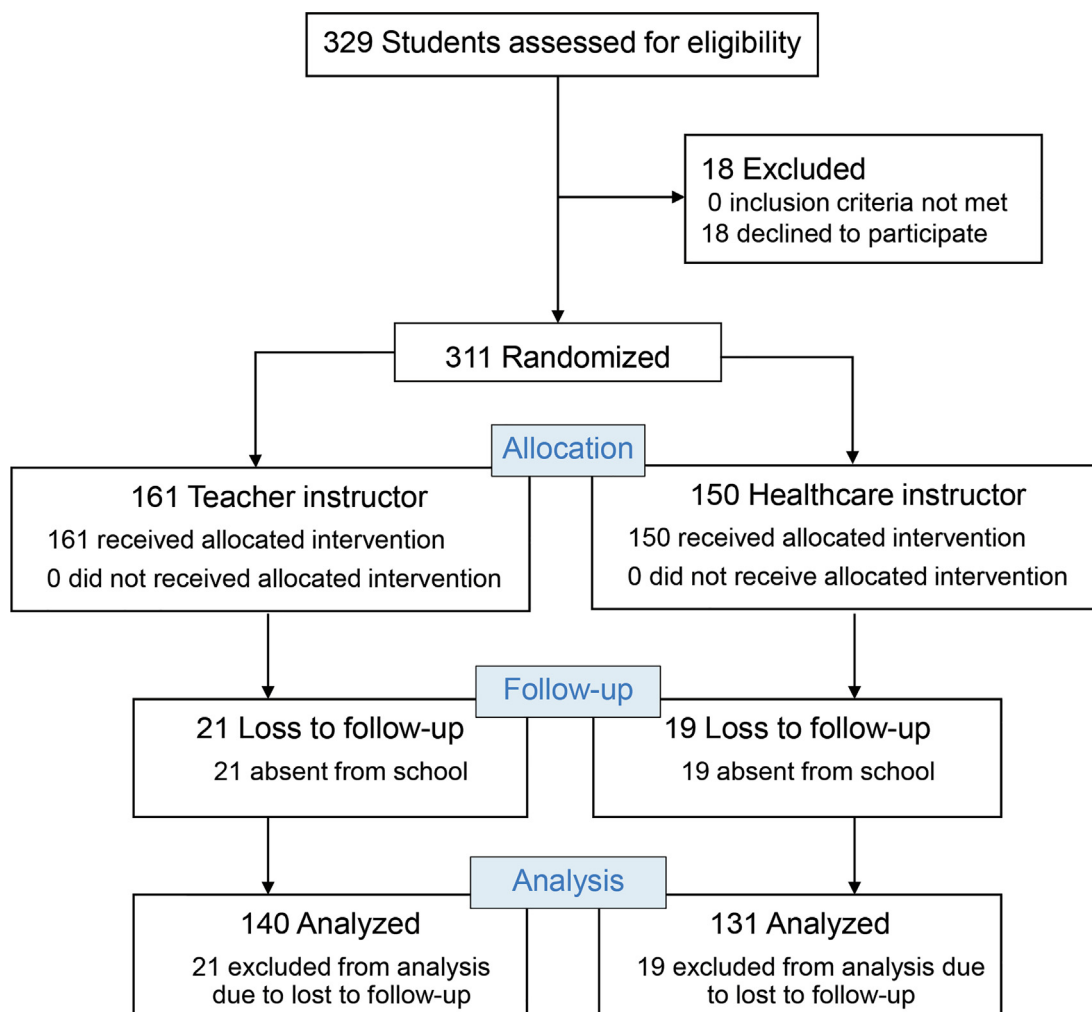 329 Students assessed for eligibility
18 Excluded
0 inclusion criteria not met
18 declined to participate
311 Randomized
Allocation
161 Teacher instructor
161 received allocated intervention
0 did not received allocated intervention
150 Healthcare instructor
150 received allocated intervention
0 did not receive allocated intervention
Follow-up
21 Loss to follow-up
21 absent from school
19 Loss to follow-up
19 absent from school
Analysis
140 Analyzed
21 excluded from analysis
due to lost to follow-up
131 Analyzed
19 excluded from analysis due
to lost to follow-up